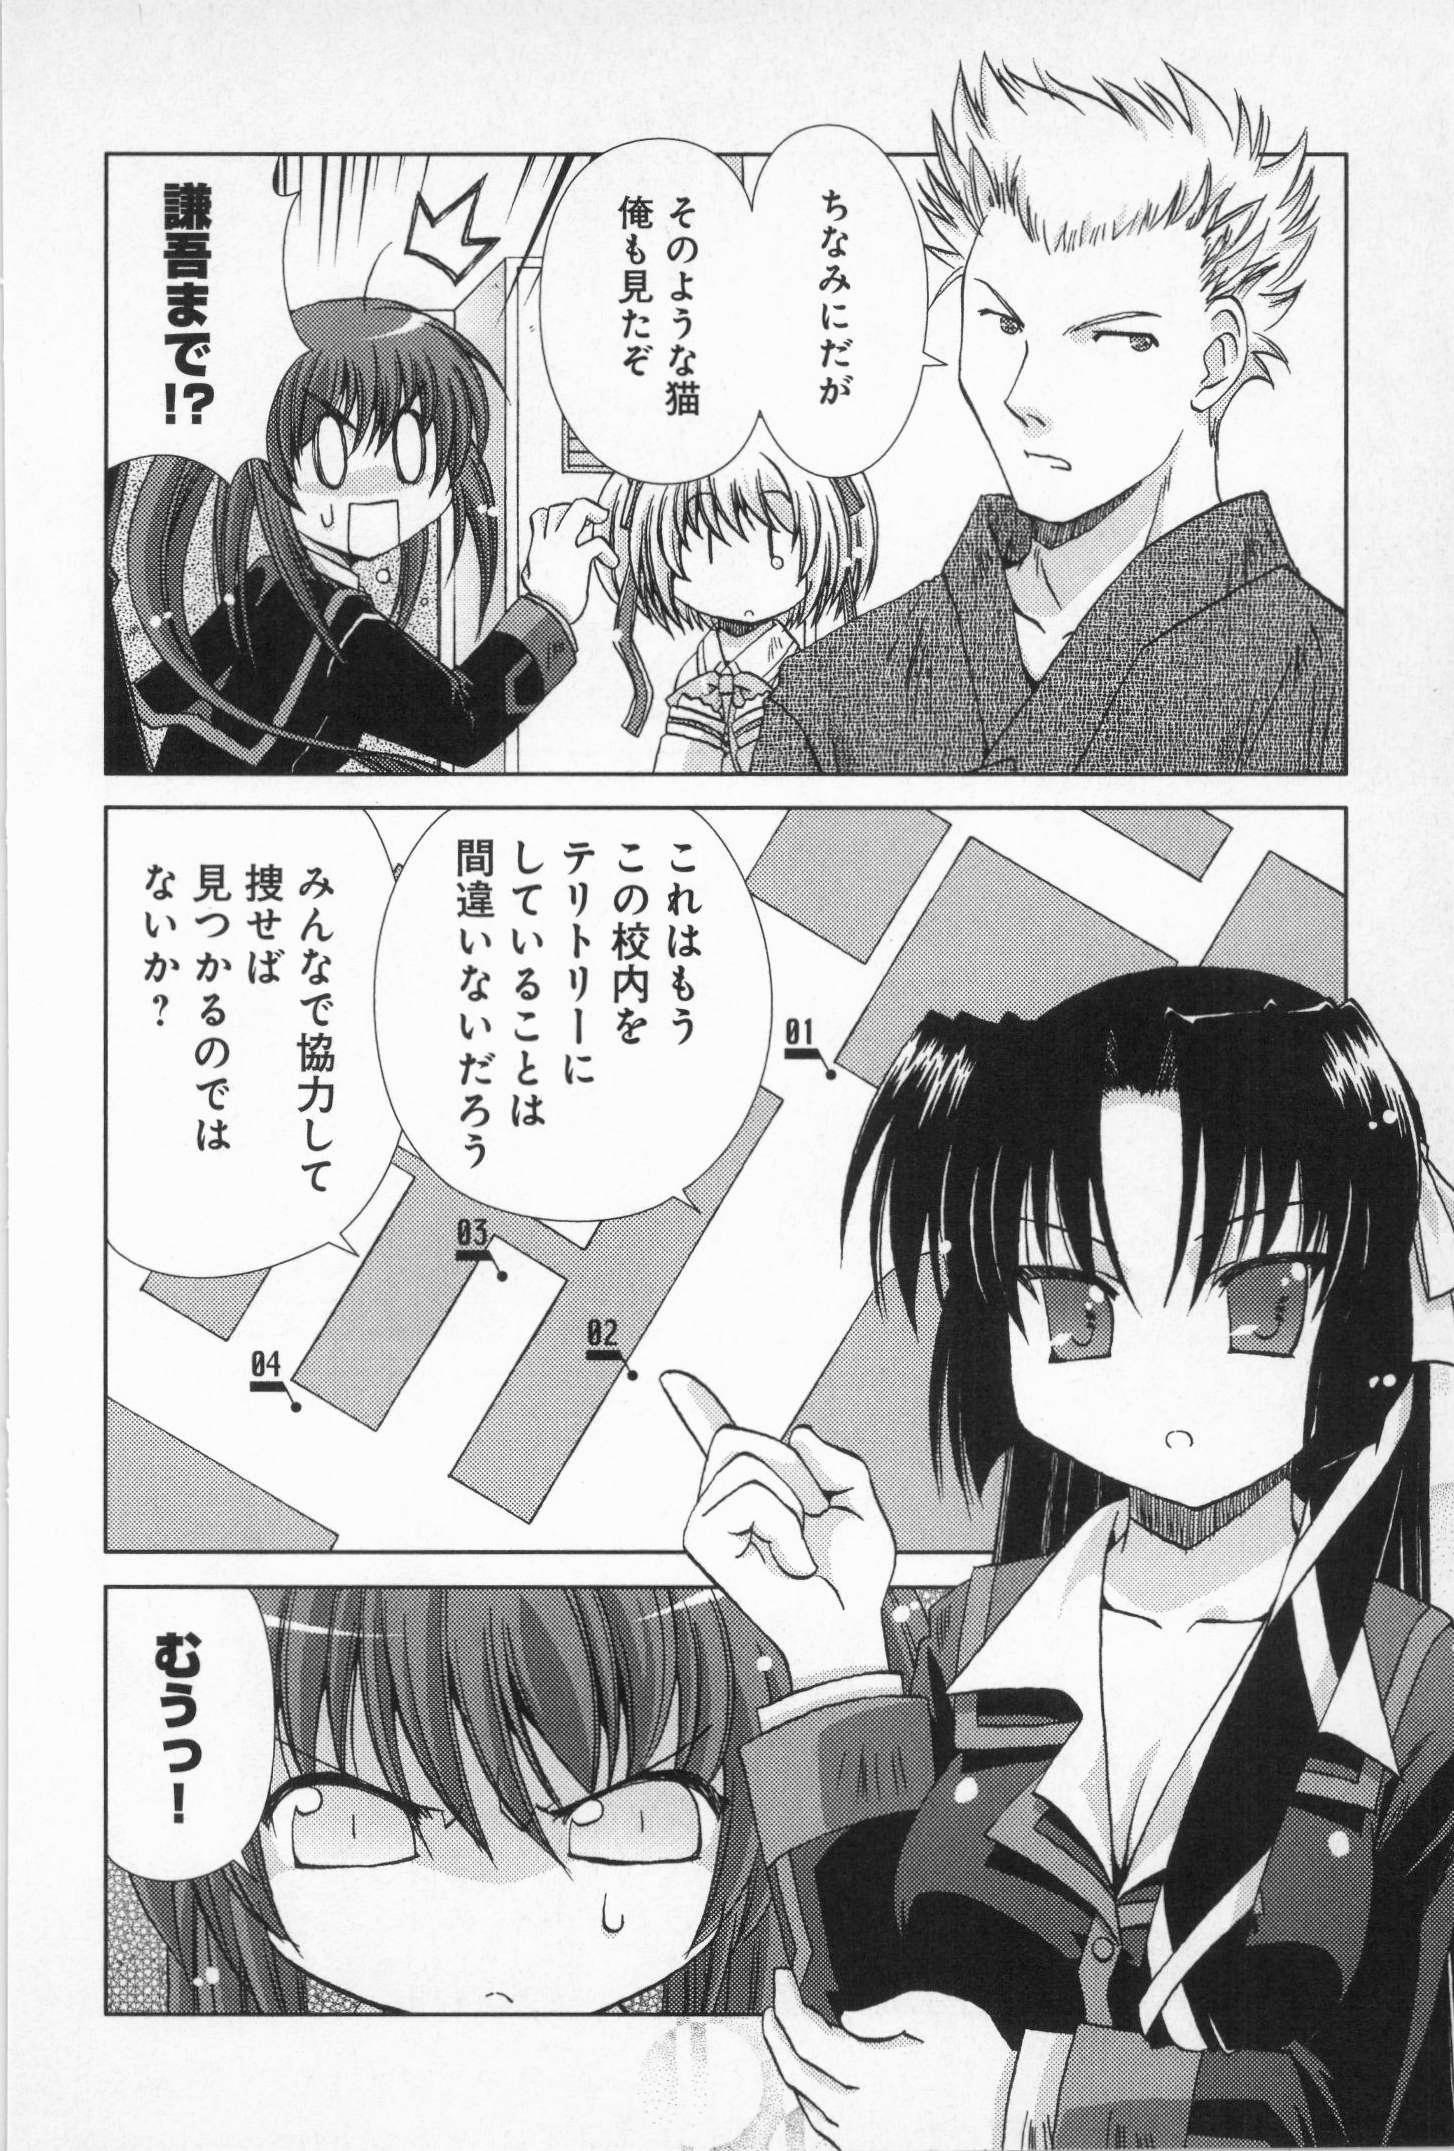 ちなみにだが
そのような猫
俺も見たぞ
謙吾まで!?
これはもう
この校内を
テリトリーに
していることは
間違いないだろう
みんなで協力して
捜せば
見つかるのでは
ないか?
01
03
02
04
むうっ!